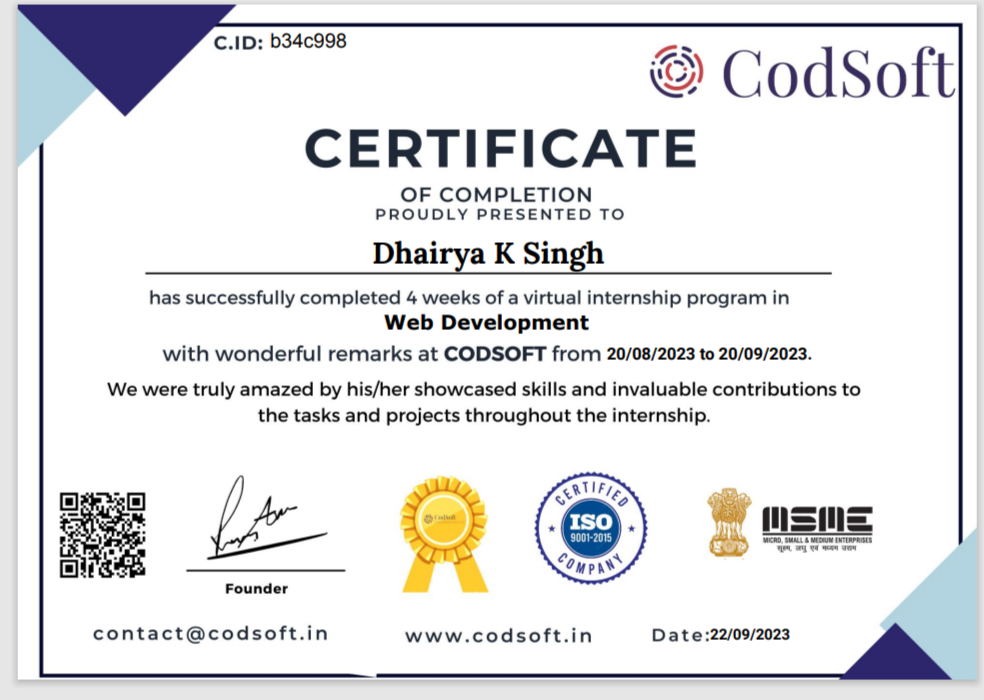 C.ID: b34c998
CodSoft
CERTIFICATE
OF COMPLETION
PROUDLY PRESENTED TO
Dhairya K Singh
has successfully completed 4 weeks of a virtual internship program in
Web Development
with wonderful remarks at CODSOFT from 20/08/2023 to 20/09/2023.
We were truly amazed by his/her showcased skills and invaluable contributions to
the tasks and projects throughout the internship.
Founder
CodSoft
CERTIFIED
ISO
9001-2015
COMPANY
MSME
MICRO, SMALL & MEDIUM ENTERPRISES
सूक्ष्म, लघु एवं मध्यम उद्यम
contact@codsoft.in
www.codsoft.in
Date:22/09/2023